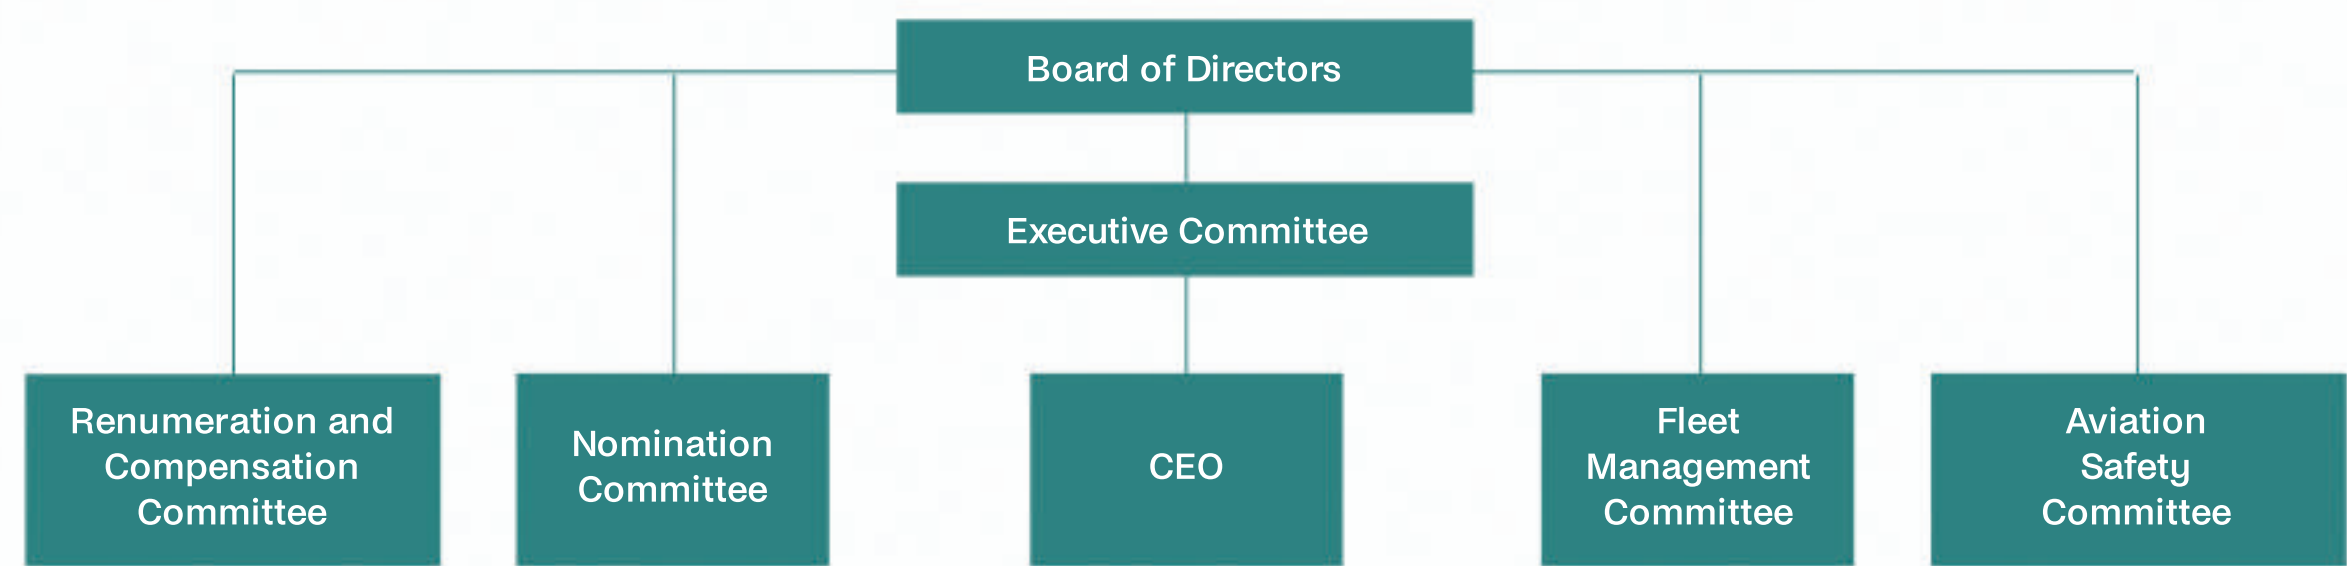 Board of Directors
Executive Committee
Renumeration and
Compensation
Committee
Nomination
Committee
CEO
Fleet
Management
Committee
Aviation
Safety
Committee